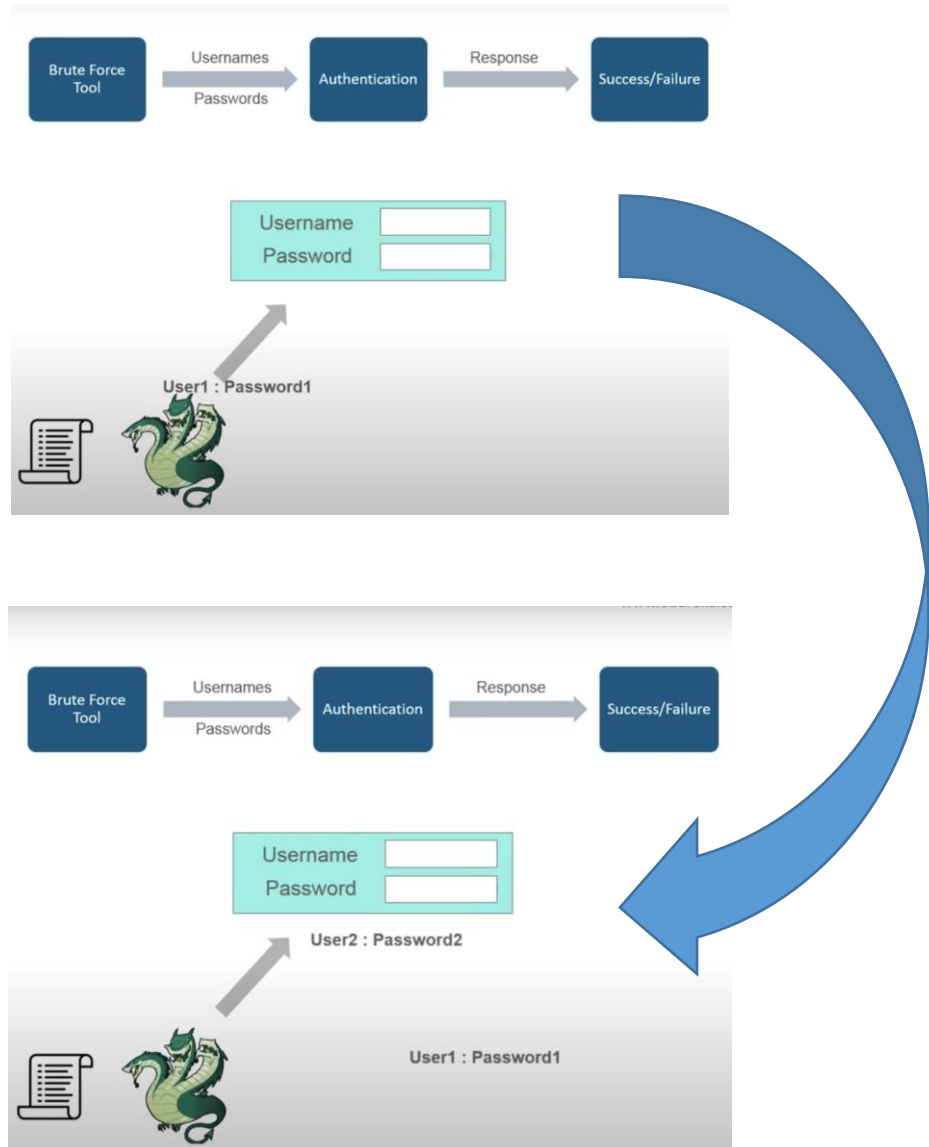 Usernames
Response
Brute Force
Tool
Authentication
Success/Failure
Passwords
Username
Password
User1 : Password1
Usernames
Response
Brute Force
Tool
Authentication
Success/Failure
Passwords
Username
Password
User2 : Password2
User1 : Password1